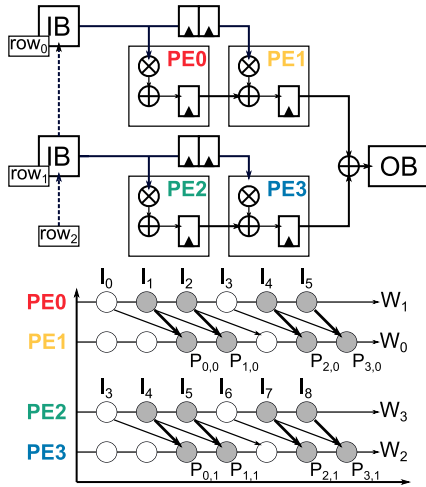 IB
row0
PE0 PE1
IB
row1
PE2 PE3
OB
row2
I0 I1 I2 I3 I4 I5
PE0 W1
PE1 W0
P0,0 P1,0 P2,0 P3,0
I3 I4 I5 I6 I7 I8
PE2 W3
PE3 W2
P0,1 P1,1 P2,1 P3,1